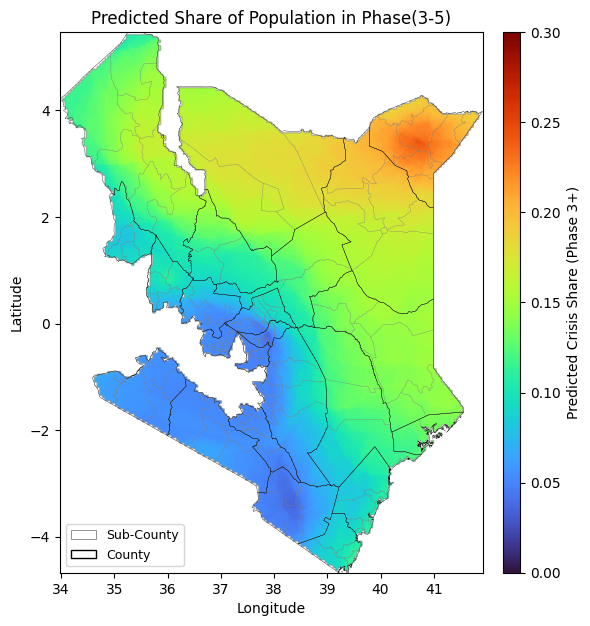 Predicted Share of Population in Phase(3-5)
0.30
0.25
0.20
0.15
0.10
0.05
0.00
Predicted Crisis Share (Phase 3+)
4
2
0
−2
−4
Latitude
Sub-County
County
34 35 36 37 38 39 40 41
Longitude